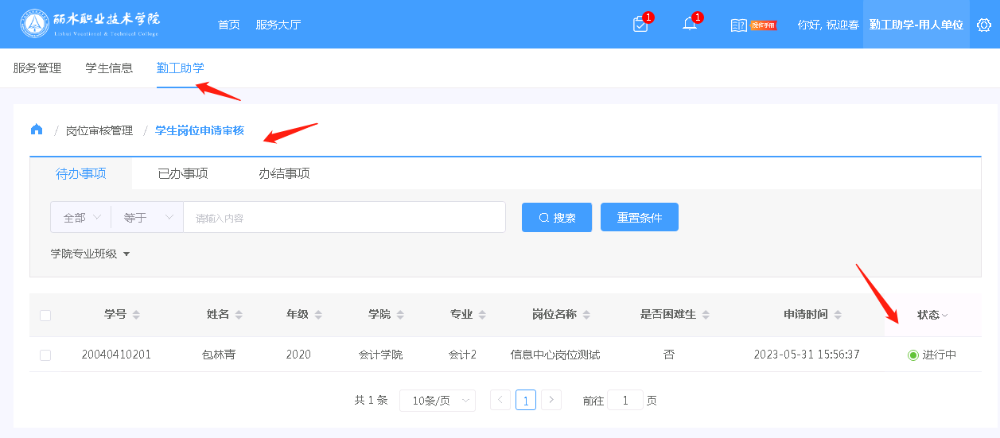 丽水职业技术学院
Lishui Vocational & Technical College
首页 服务大厅
1 1 操作手册 你好, 祝迎春 勤工助学-用人单位
服务管理 学生信息 勤工助学
/ 岗位审核管理 / 学生岗位申请审核
待办事项 已办事项 办结事项
全部 等于 请输入内容 搜索 重置条件
学院专业班级
学号 姓名 年级 学院 专业 岗位名称 是否困难生 申请时间 状态
20040410201 包林青 2020 会计学院 会计2 信息中心岗位测试 否 2023-05-31 15:56:37 进行中
共 1 条 10条/页 1 前往 1 页